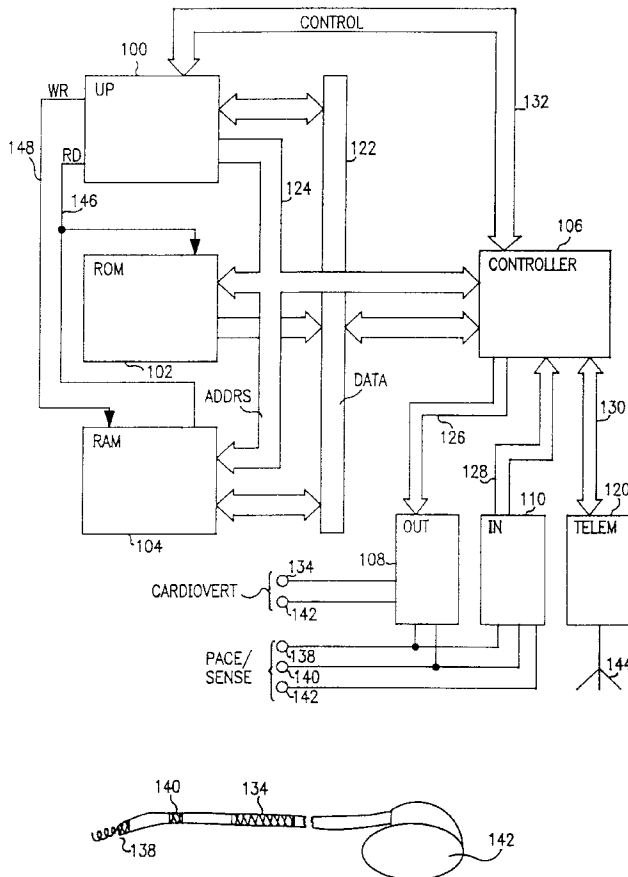 CONTROL
100
WR
UP
132
148
RD
122
124
146
106
ROM
CONTROLLER
102
ADDRS
DATA
126
130
RAM
128
110
120
104
OUT
IN
TELEM
134
108
CARDIOVERT
142
138
PACE/
SENSE
140
142
144
140
134
138
142